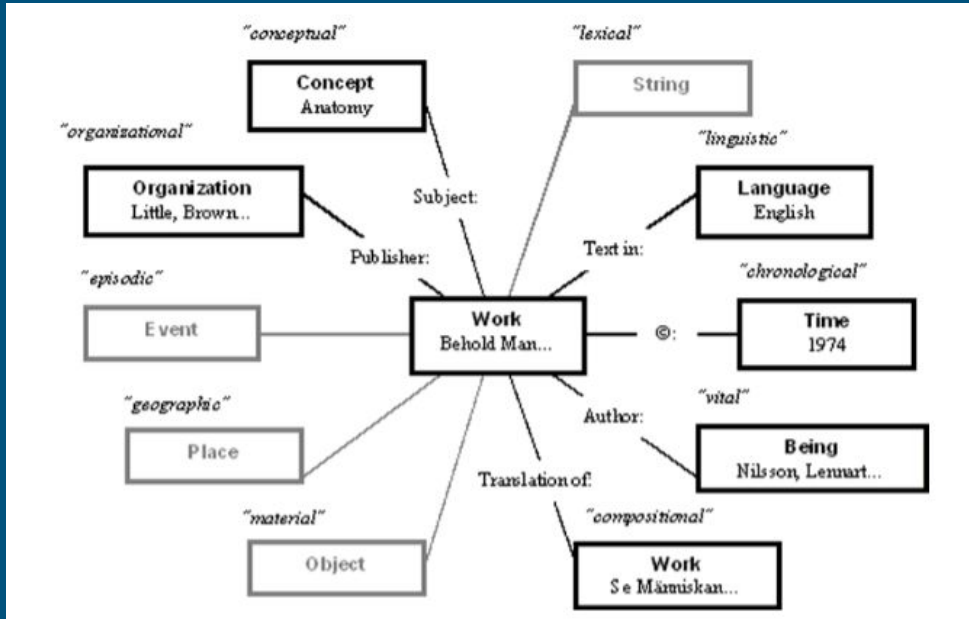 "conceptual"
Concept
Anatomy
"lexical"
String
"organizational"
Organization
Little, Brown...
"linguistic"
Language
English
Subject:
Publisher:
Text in:
"episodic"
Event
Work
Behold Man...
©:
"chronological"
Time
1974
"geographic"
Place
Author:
"vital"
Being
Nilsson, Lennart...
Translation of:
"material"
Object
"compositional"
Work
Se Människan...